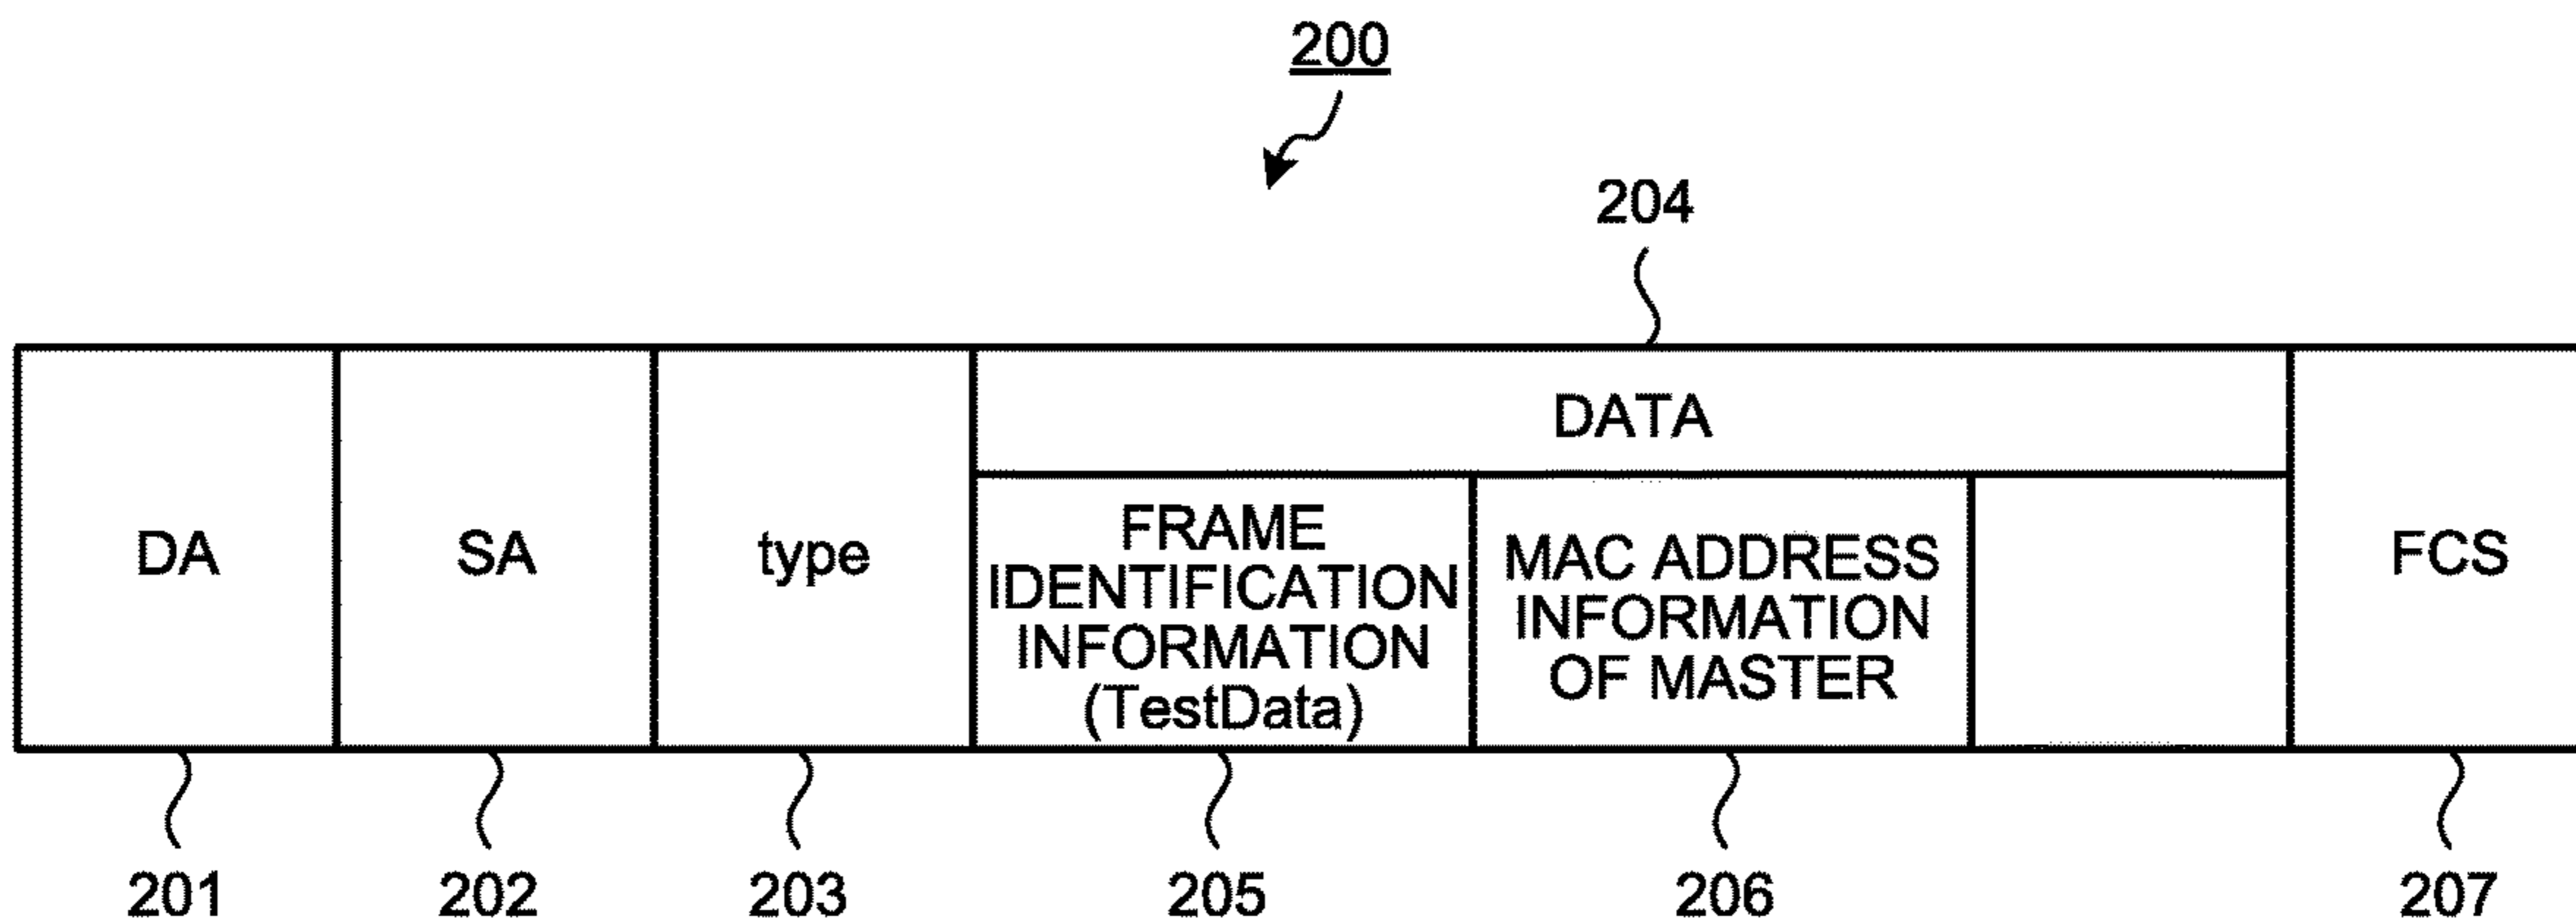 200
204
DATA
DA
SA
type
FRAME
IDENTIFICATION
INFORMATION
(TestData)
MAC ADDRESS
INFORMATION
OF MASTER
FCS
201
202
203
205
206
207